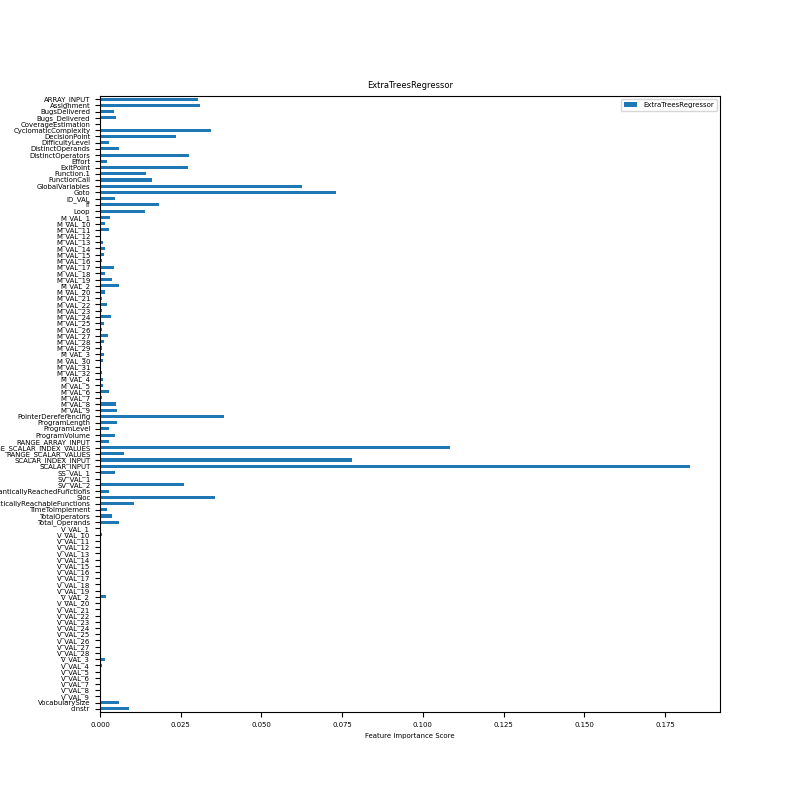 ExtraTreesRegressor
ExtraTreesRegressor
ARRAY_INPUT
Assignment
BugsDelivered
Bugs_Delivered
CoverageEstimation
CyclomaticComplexity
DecisionPoint
DifficultyLevel
DistinctOperands
DistinctOperators
Effort
ExitPoint
Function.1
FunctionCall
GlobalVariables
Goto
ID_VAL
If
Loop
M_VAL_1
M_VAL_10
M_VAL_11
M_VAL_12
M_VAL_13
M_VAL_14
M_VAL_15
M_VAL_16
M_VAL_17
M_VAL_18
M_VAL_19
M_VAL_2
M_VAL_20
M_VAL_21
M_VAL_22
M_VAL_23
M_VAL_24
M_VAL_25
M_VAL_26
M_VAL_27
M_VAL_28
M_VAL_29
M_VAL_3
M_VAL_30
M_VAL_31
M_VAL_32
M_VAL_4
M_VAL_5
M_VAL_6
M_VAL_7
M_VAL_8
M_VAL_9
PointerDereferencing
ProgramLength
ProgramLevel
ProgramVolume
RANGE_ARRAY_INPUT
E_SCALAR_INDEX_VALUES
RANGE_SCALAR_VALUES
SCALAR_INDEX_INPUT
SCALAR_INPUT
SS_VAL_1
SV_VAL_1
SV_VAL_2
anticallyReachedFunctions
Sloc
ticallyReachableFunctions
TimeToImplement
TotalOperators
Total_Operands
V_VAL_1
V_VAL_10
V_VAL_11
V_VAL_12
V_VAL_13
V_VAL_14
V_VAL_15
V_VAL_16
V_VAL_17
V_VAL_18
V_VAL_19
V_VAL_2
V_VAL_20
V_VAL_21
V_VAL_22
V_VAL_23
V_VAL_24
V_VAL_25
V_VAL_26
V_VAL_27
V_VAL_28
V_VAL_3
V_VAL_4
V_VAL_5
V_VAL_6
V_VAL_7
V_VAL_8
V_VAL_9
VocabularySize
cInstr
0.000 0.025 0.050 0.075 0.100 0.125 0.150 0.175
Feature Importance Score